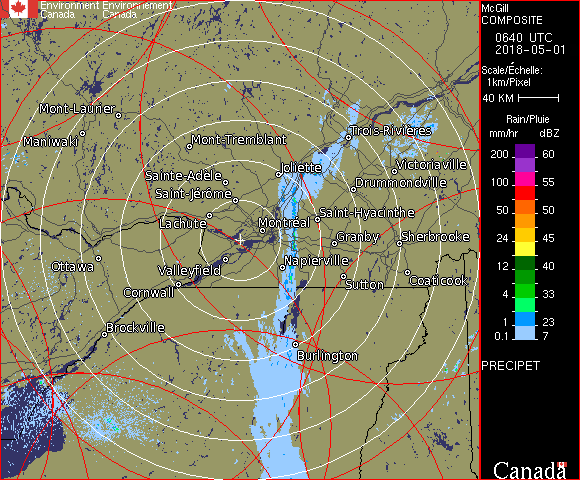 Environment Environnement
Canada Canada
McGill
COMPOSITE
0640 UTC
2018-05-01
Scale/Échelle:
1km/Pixel
40 KM
Rain/Pluie
mm/hr dBZ
200 60
100 55
50 50
24 45
12 40
4 33
1 23
0.1 7
PRECIPET
Canada
Mont-Laurier
Maniwaki
Mont-Tremblant
Trois-Rivières
Sainte-Adèle
Joliette
Victoriaville
Saint-Jérôme
Drummondville
Lachute
Saint-Hyacinthe
Montréal
Granby
Sherbrooke
Ottawa
Valleyfield
Napierville
Cornwall
Sutton
Coaticook
Brockville
Burlington